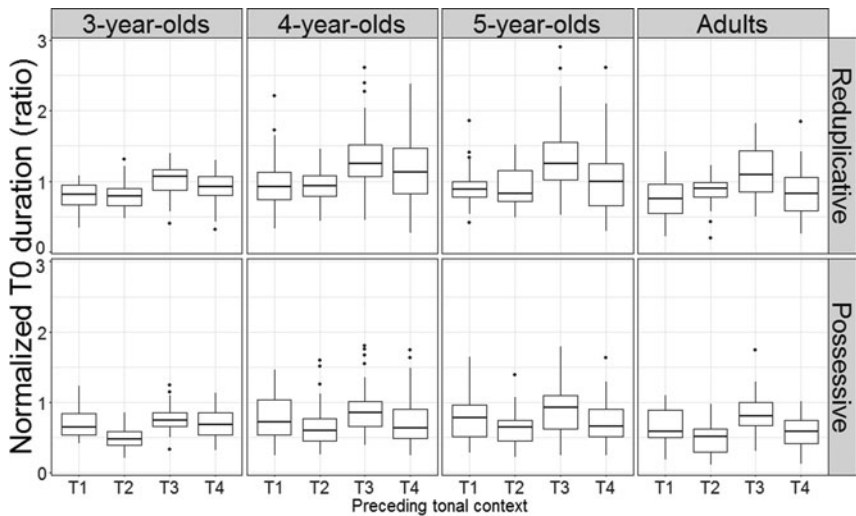 3-year-olds 4-year-olds 5-year-olds Adults
Normalized T0 duration (ratio)
3
2
1
0
Reduplicative
3
2
1
0
Possessive
T1 T2 T3 T4 T1 T2 T3 T4 T1 T2 T3 T4 T1 T2 T3 T4
Preceding tonal context